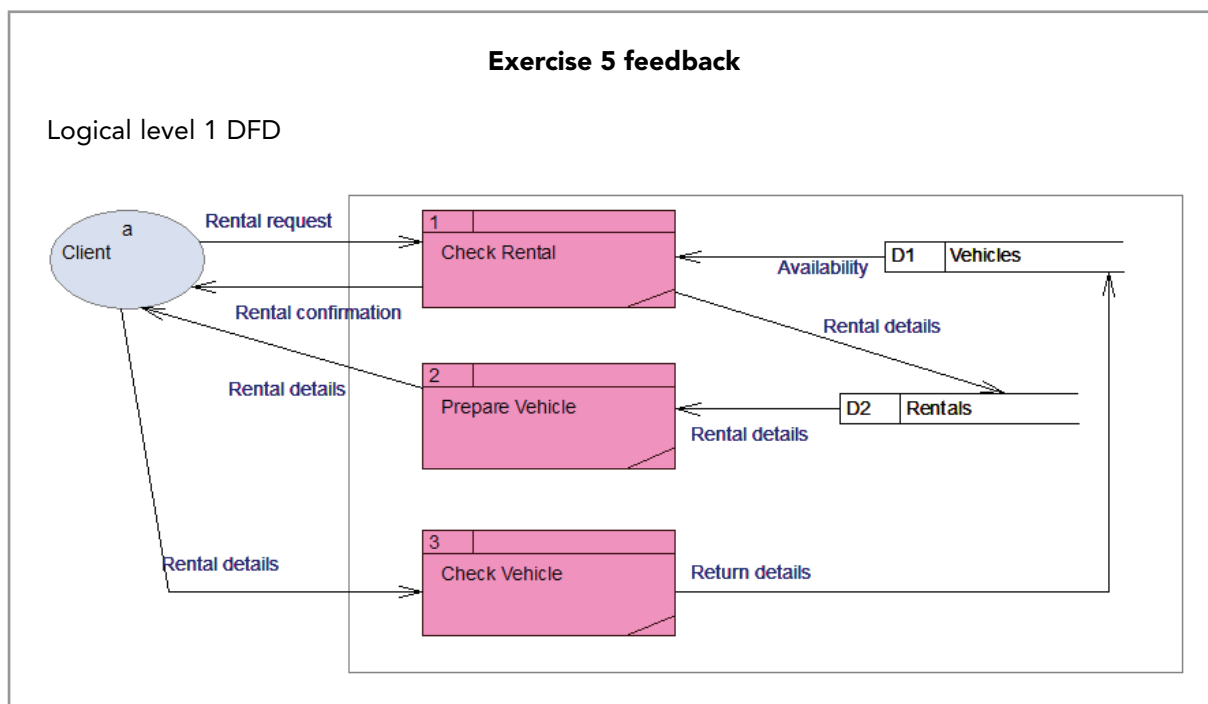 Exercise 5 feedback
Logical level 1 DFD
a
Client
Rental request
Rental confirmation
Rental details
Rental details
1
Check Rental
2
Prepare Vehicle
3
Check Vehicle
Availability
D1 Vehicles
Rental details
D2 Rentals
Rental details
Return details